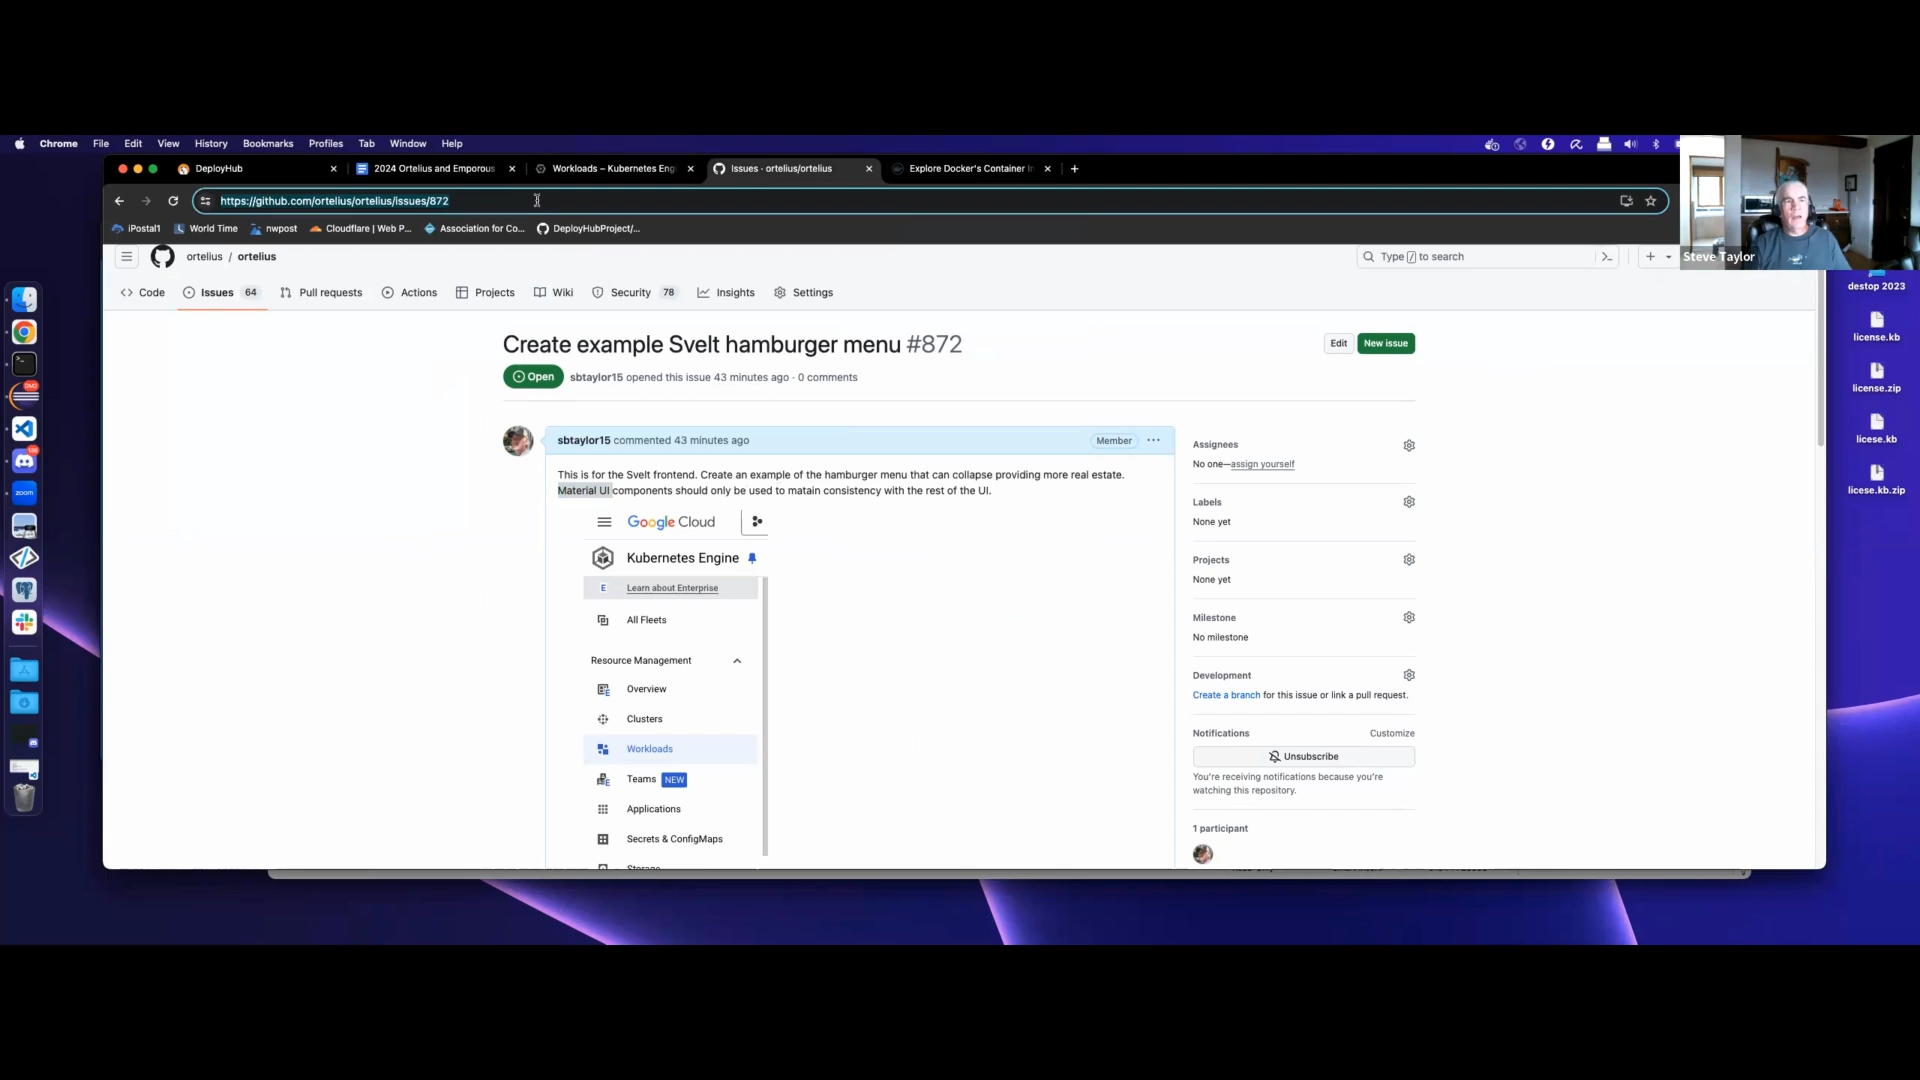 Chrome File Edit View History Bookmarks Profiles Tab Window Help
DeployHub
2024 Ortelius and Emporous
Workloads – Kubernetes Eng
Issues · ortelius/ortelius
Explore Docker's Container
https://github.com/ortelius/ortelius/issues/872
iPostal1
World Time
nwpost
Cloudflare | Web P...
Association for Co...
DeployHubProject/...
ortelius / ortelius
Type / to search
Steve Taylor
Code
Issues 64
Pull requests
Actions
Projects
Wiki
Security 78
Insights
Settings
Create example Svelt hamburger menu #872
Edit
New issue
Open
sbtaylor15 opened this issue 43 minutes ago · 0 comments
sbtaylor15 commented 43 minutes ago
Member
This is for the Svelt frontend. Create an example of the hamburger menu that can collapse providing more real estate.
Material UI components should only be used to matain consistency with the rest of the UI.
Google Cloud
Kubernetes Engine
E Learn about Enterprise
All Fleets
Resource Management
Overview
Clusters
Workloads
Teams NEW
Applications
Secrets & ConfigMaps
Storage
Assignees
No one—assign yourself
Labels
None yet
Projects
None yet
Milestone
No milestone
Development
Create a branch for this issue or link a pull request.
Notifications
Customize
Unsubscribe
You're receiving notifications because you're
watching this repository.
1 participant
destop 2023
license.kb
license.zip
licese.kb
licese.kb.zip
zoom